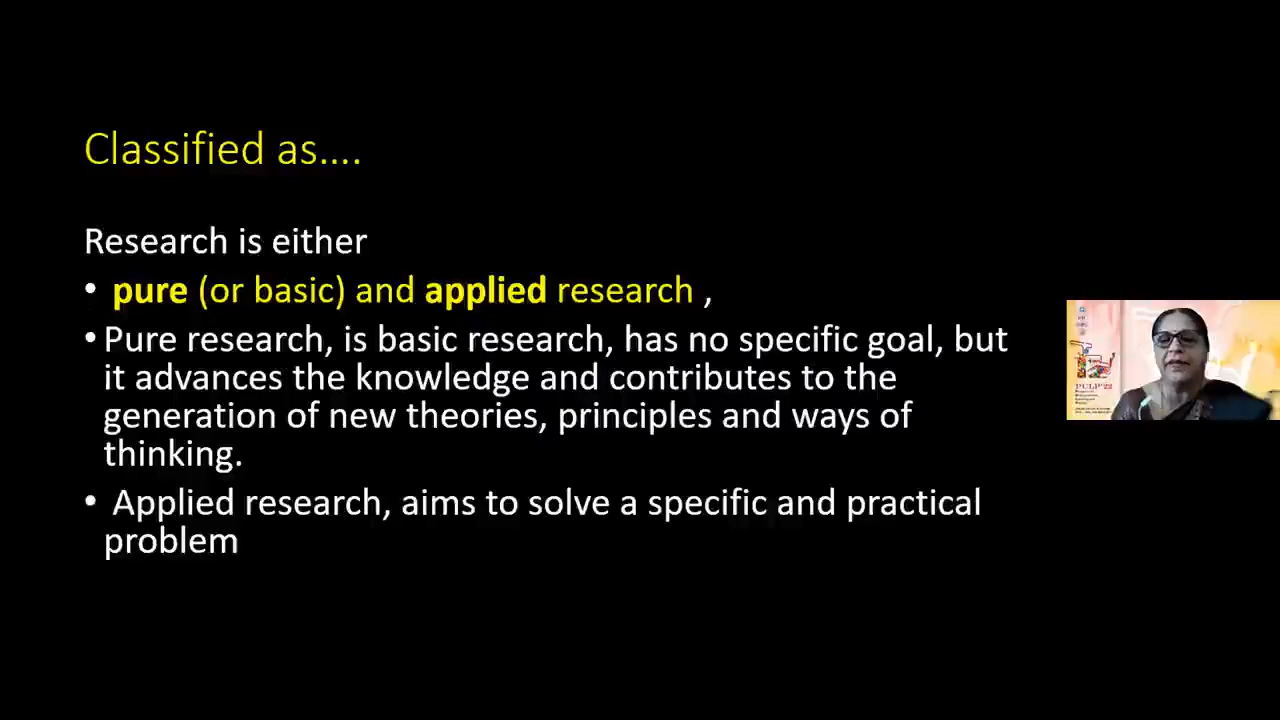 Classified as....
Research is either
• pure (or basic) and applied research ,
• Pure research, is basic research, has no specific goal, but
it advances the knowledge and contributes to the
generation of new theories, principles and ways of
thinking.
• Applied research, aims to solve a specific and practical
problem
PULP'22